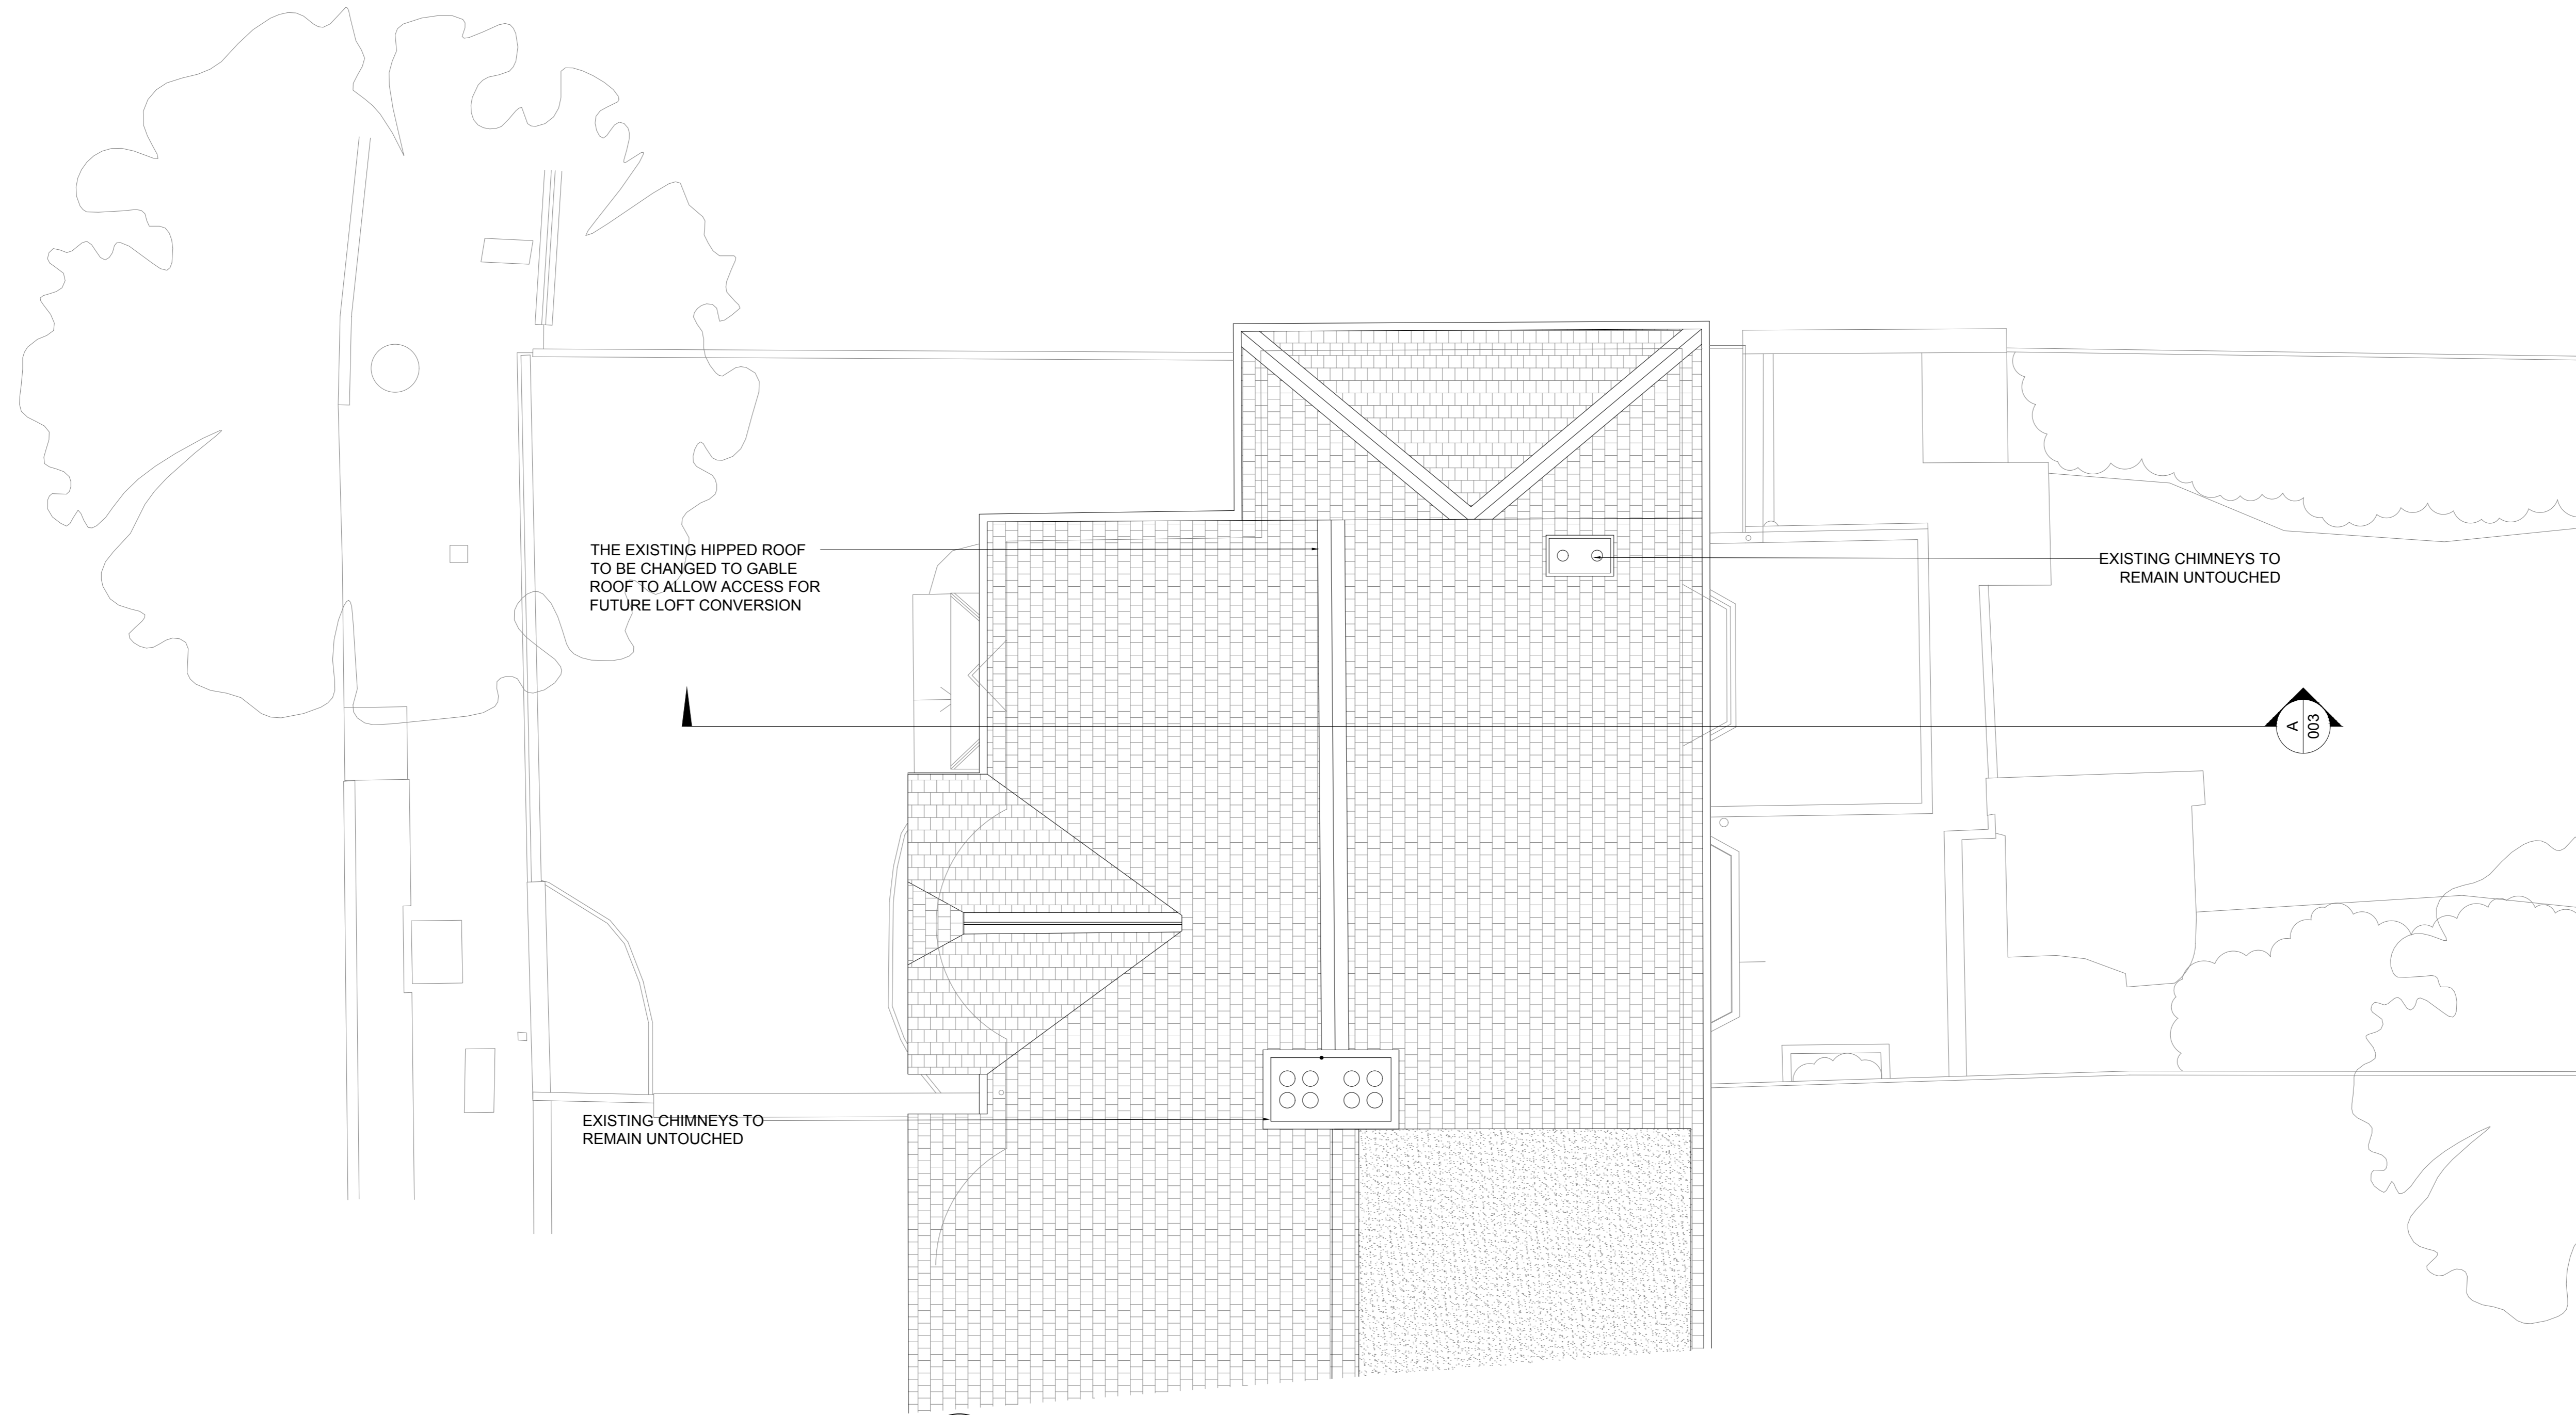 THE EXISTING HIPPED ROOF
TO BE CHANGED TO GABLE
ROOF TO ALLOW ACCESS FOR
FUTURE LOFT CONVERSION
EXISTING CHIMNEYS TO
REMAIN UNTOUCHED
A
003
EXISTING CHIMNEYS TO
REMAIN UNTOUCHED